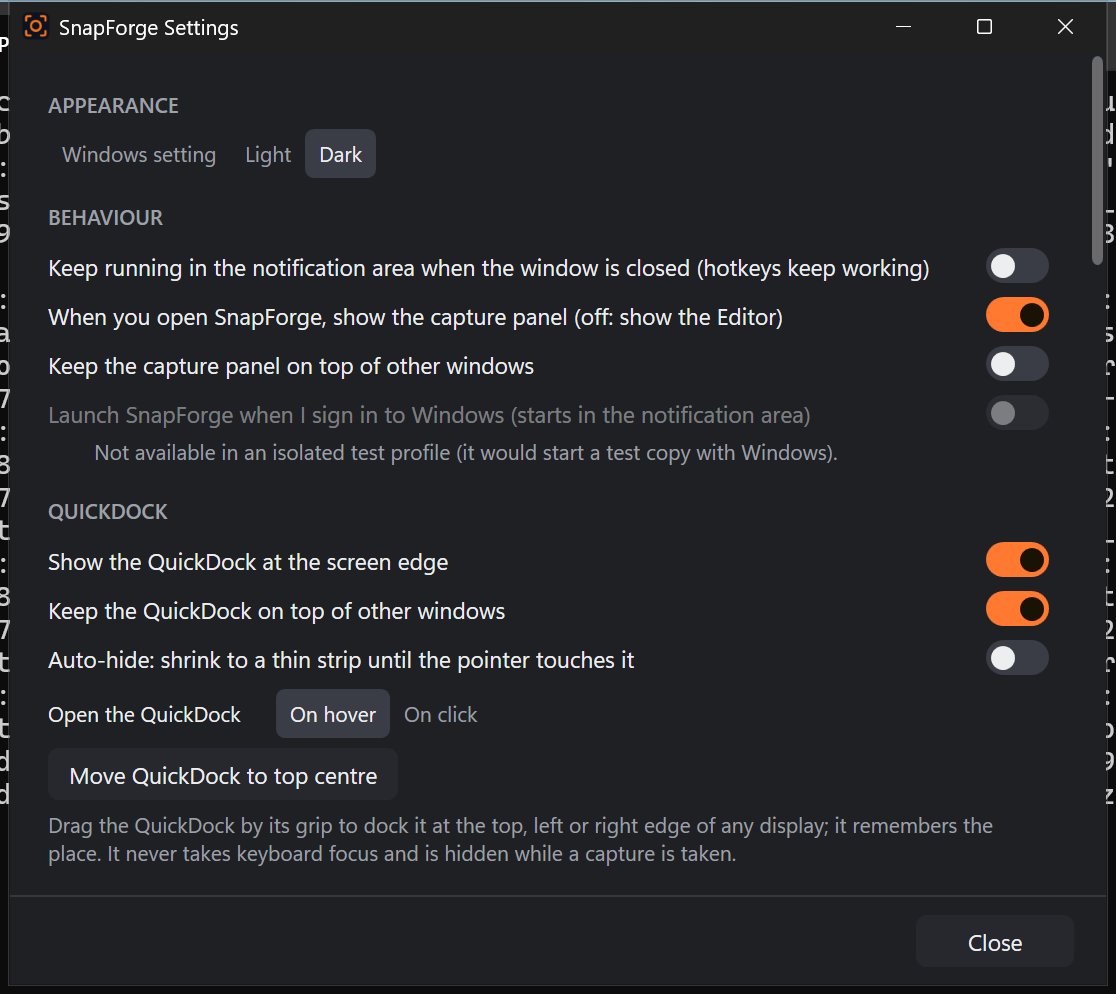 SnapForge Settings
APPEARANCE
Windows setting Light Dark
BEHAVIOUR
Keep running in the notification area when the window is closed (hotkeys keep working)
When you open SnapForge, show the capture panel (off: show the Editor)
Keep the capture panel on top of other windows
Launch SnapForge when I sign in to Windows (starts in the notification area)
Not available in an isolated test profile (it would start a test copy with Windows).
QUICKDOCK
Show the QuickDock at the screen edge
Keep the QuickDock on top of other windows
Auto-hide: shrink to a thin strip until the pointer touches it
Open the QuickDock On hover On click
Move QuickDock to top centre
Drag the QuickDock by its grip to dock it at the top, left or right edge of any display; it remembers the
place. It never takes keyboard focus and is hidden while a capture is taken.
Close